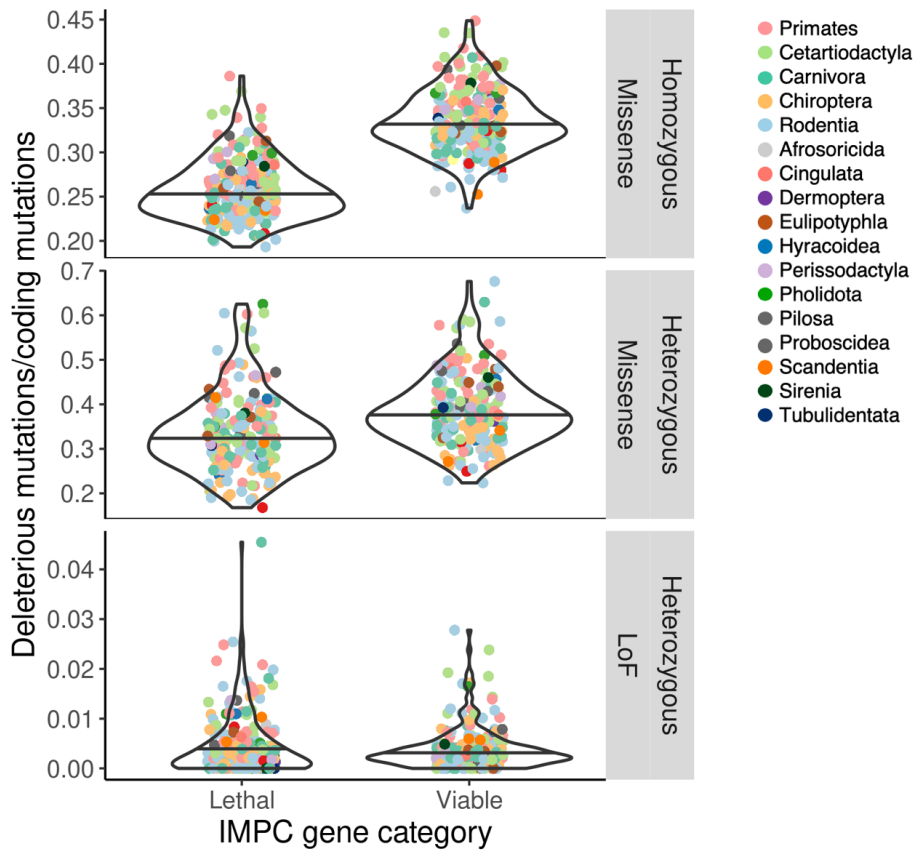 Deleterious mutations/coding mutations
0.45
0.40
0.35
0.30
0.25
0.20
Homozygous
Missense
0.7
0.6
0.5
0.4
0.3
0.2
Heterozygous
Missense
0.04
0.03
0.02
0.01
0.00
Heterozygous
LoF
Lethal
Viable
IMPC gene category
Primates
Cetartiodactyla
Carnivora
Chiroptera
Rodentia
Afrosoricida
Cingulata
Dermoptera
Eulipotyphla
Hyracoidea
Perissodactyla
Pholidota
Pilosa
Proboscidea
Scandentia
Sirenia
Tubulidentata